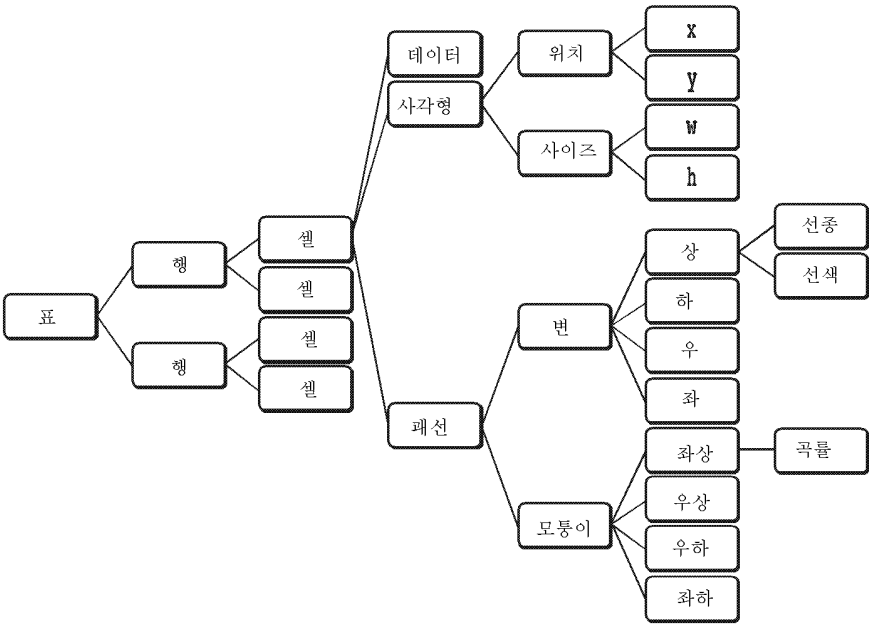 표
행
행
셀
셀
셀
셀
데이터
사각형
괘선
위치
사이즈
변
모퉁이
x
y
w
h
상
하
우
좌
좌상
우상
우하
좌하
선종
선색
곡률